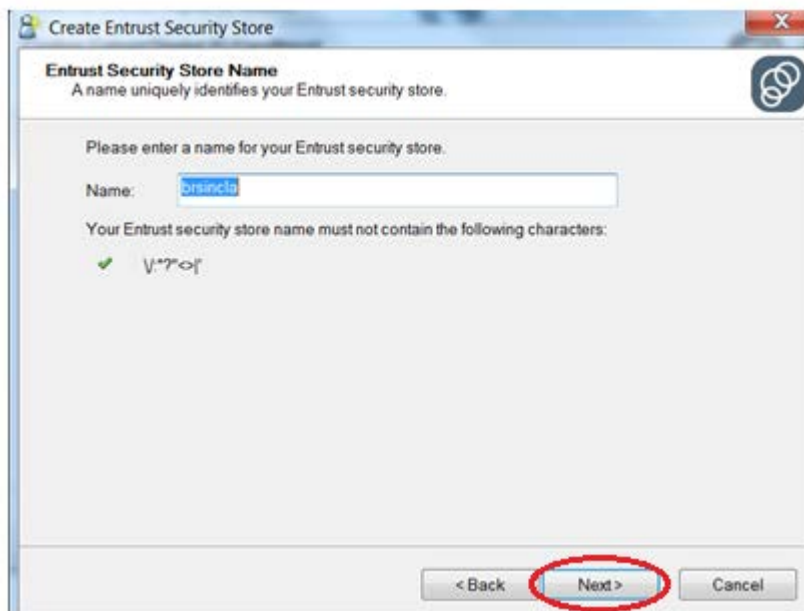 Create Entrust Security Store
Entrust Security Store Name
A name uniquely identifies your Entrust security store.
Please enter a name for your Entrust security store.
Name: brsincla
Your Entrust security store name must not contain the following characters:
\/:*?"<>|'
< Back Next > Cancel